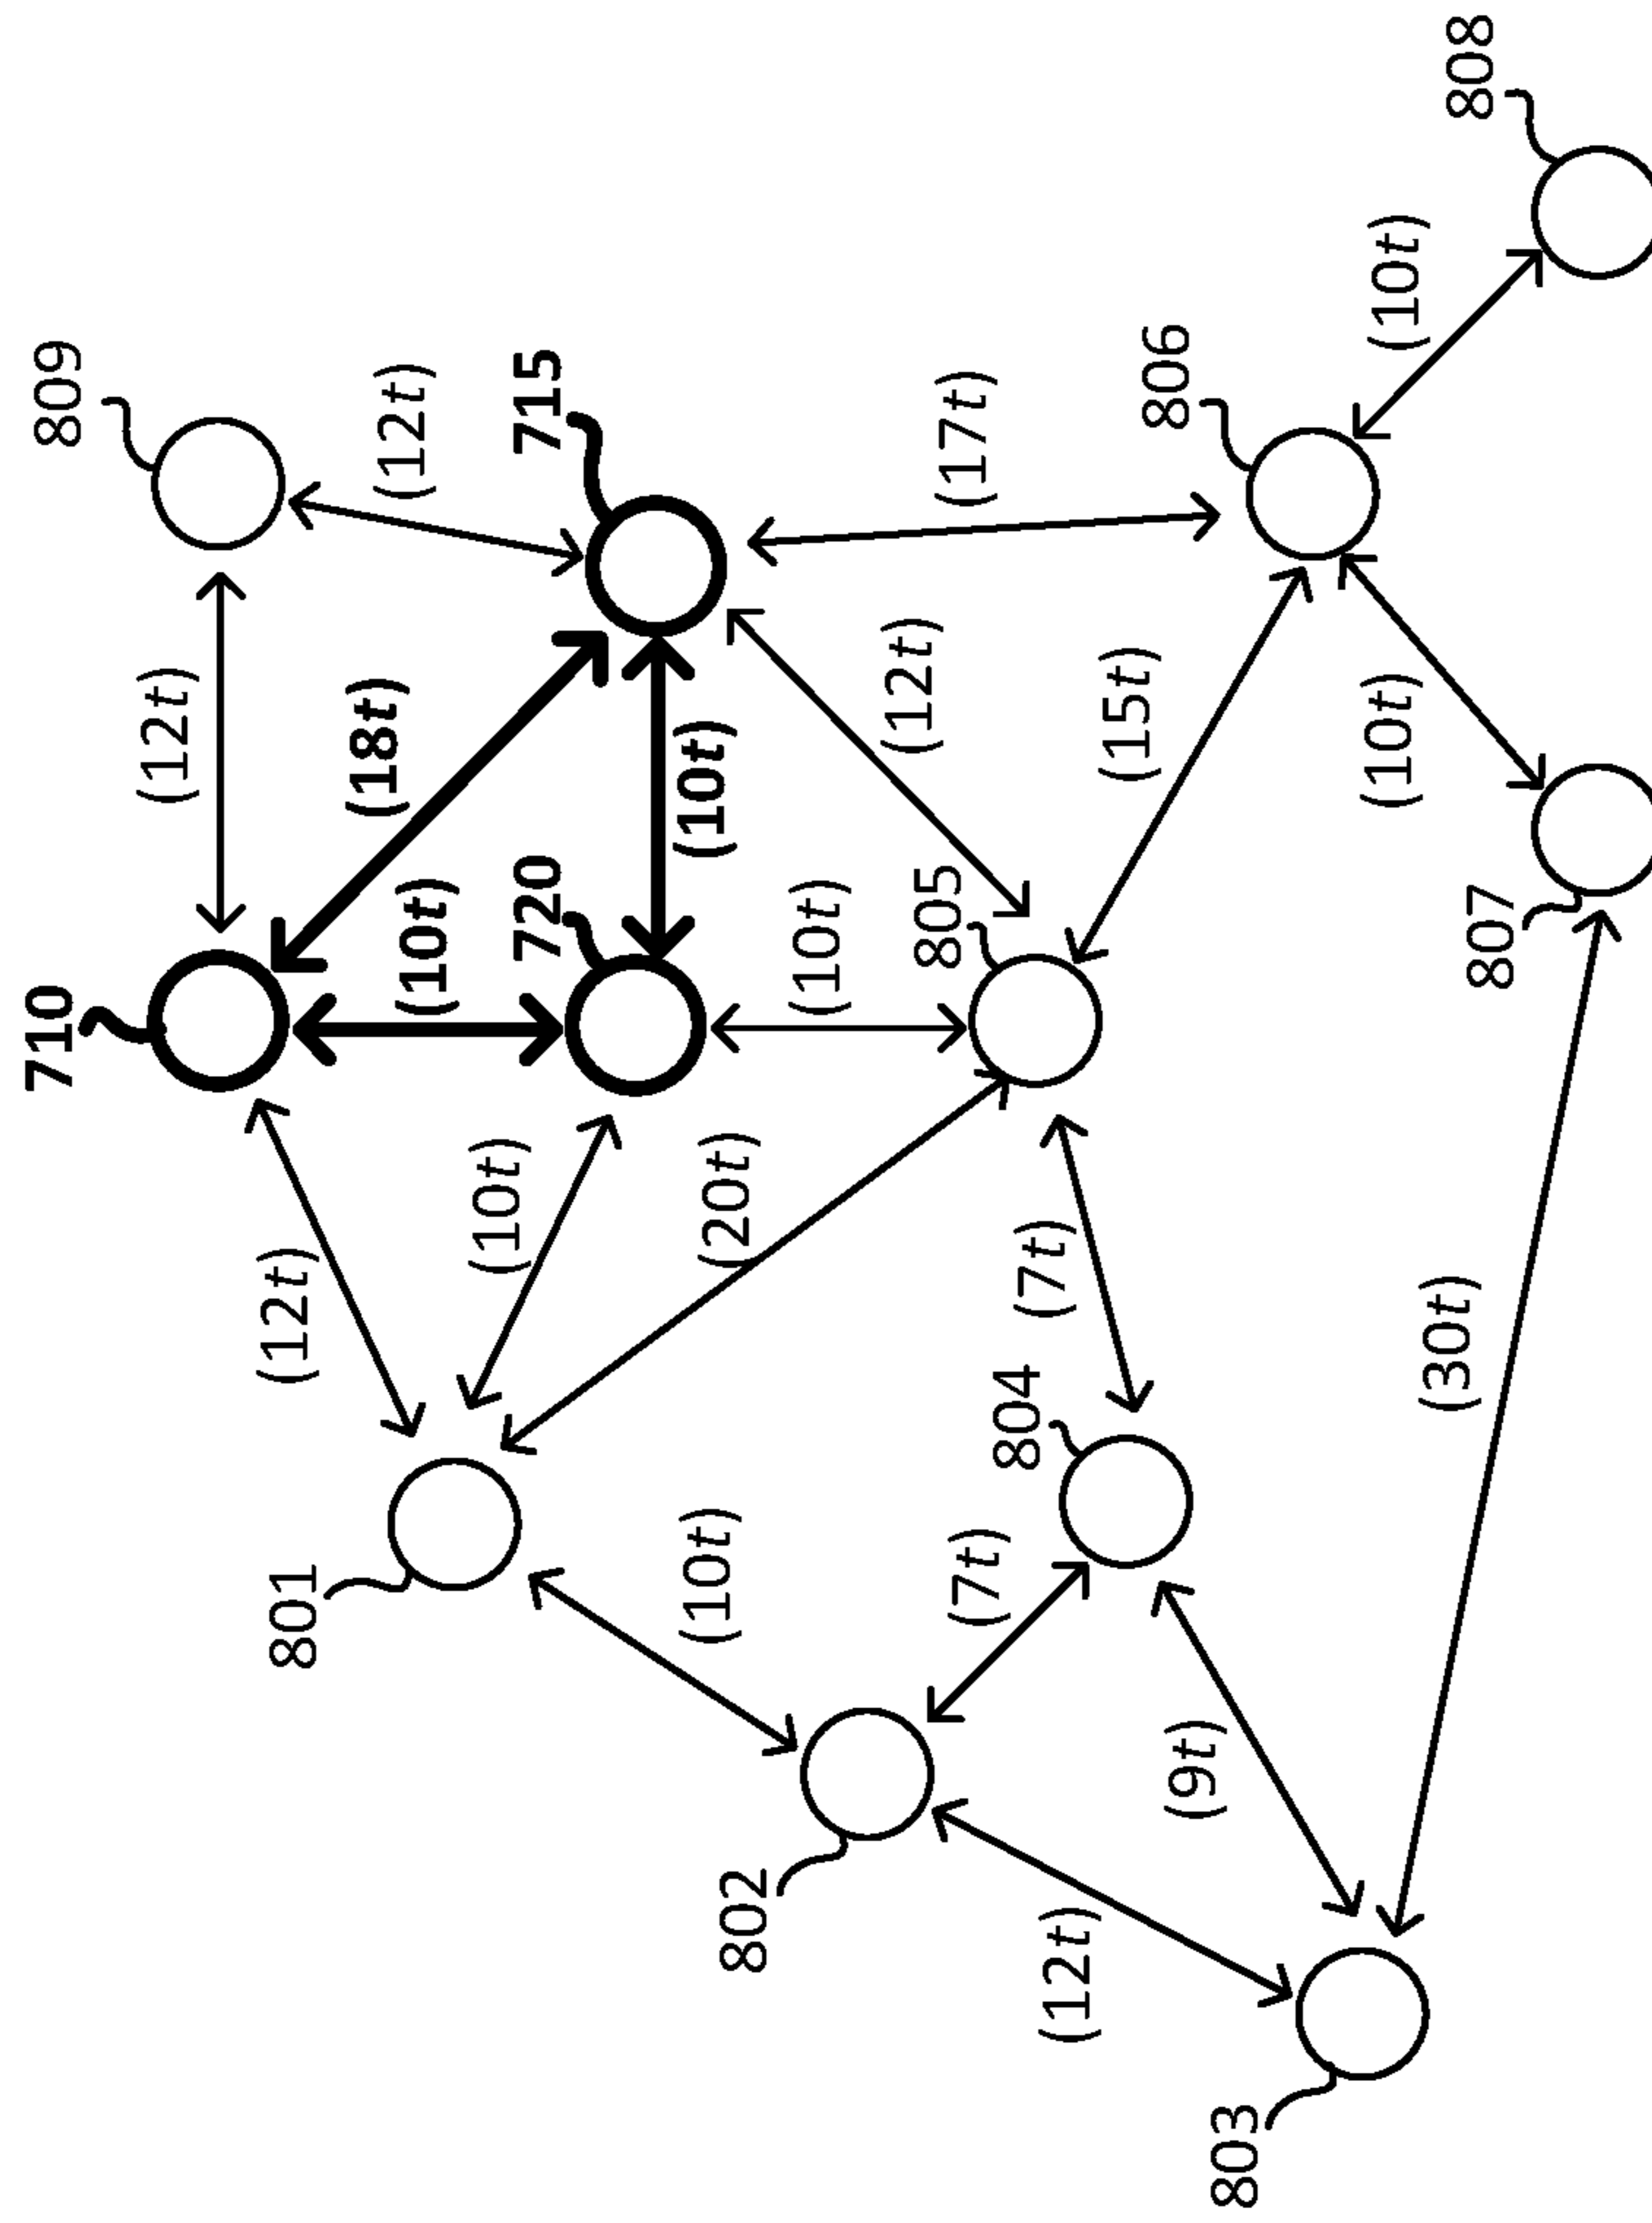 710
809
(12t)
(18t)
(12t)
715
(10t)
720
(10t)
801
(12t)
(10t)
(20t)
(10t)
805
(12t)
(17t)
806
808
(10t)
(15t)
(10t)
807
802
(10t)
(7t)
804
(7t)
(12t)
(9t)
(30t)
803